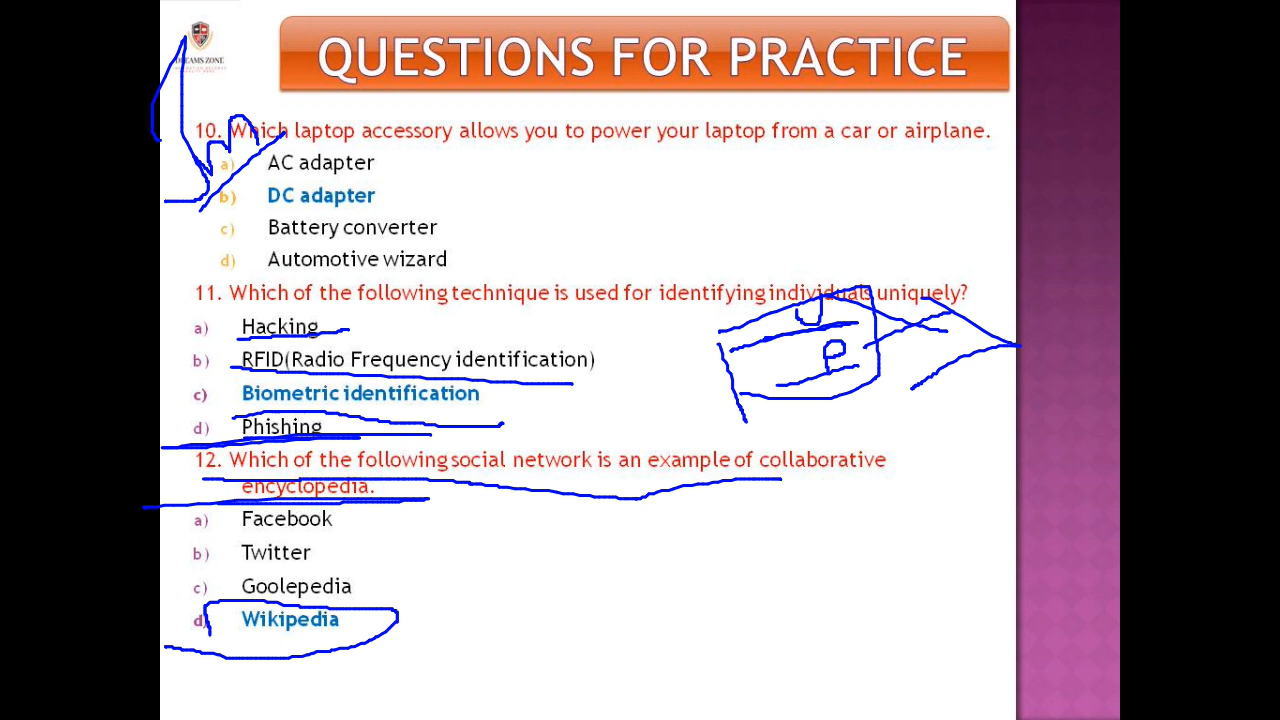 DREAMS ZONE
QUESTIONS FOR PRACTICE
10. Which laptop accessory allows you to power your laptop from a car or airplane.
a) AC adapter
b) DC adapter
c) Battery converter
d) Automotive wizard
11. Which of the following technique is used for identifying individuals uniquely?
a) Hacking
b) RFID(Radio Frequency identification)
c) Biometric identification
d) Phishing
12. Which of the following social network is an example of collaborative
encyclopedia.
a) Facebook
b) Twitter
c) Goolepedia
d) Wikipedia